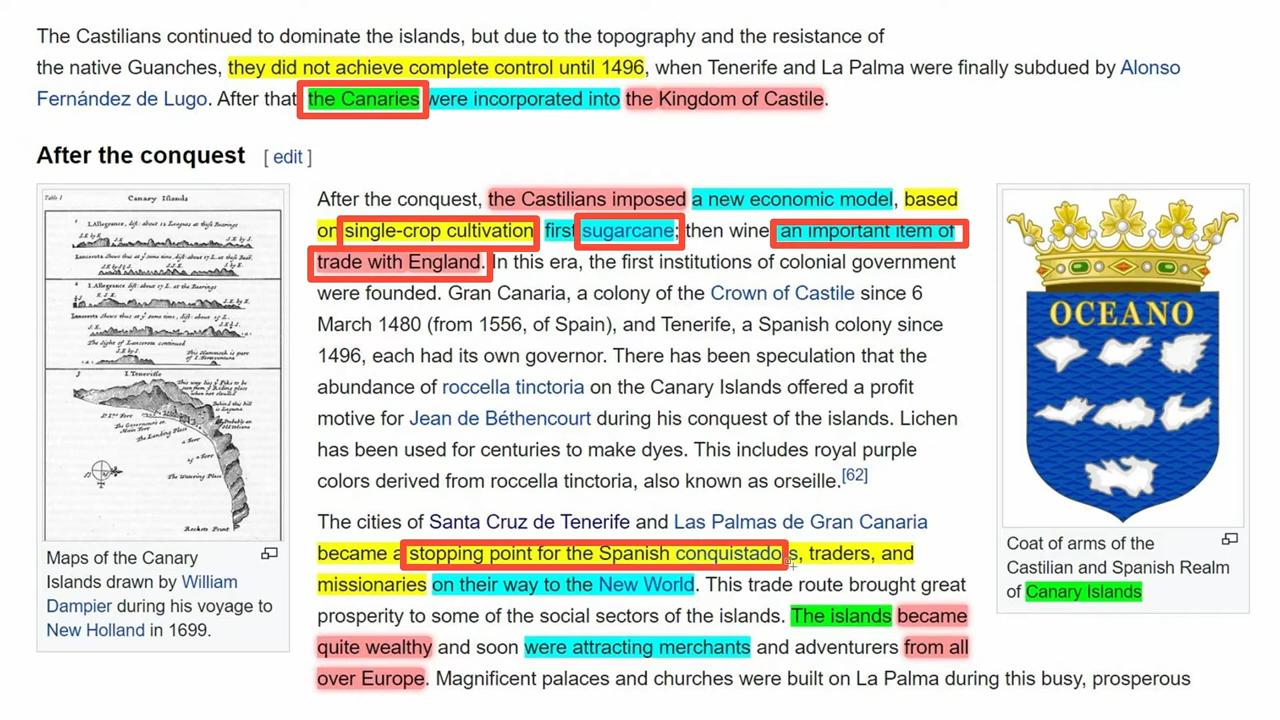 The Castilians continued to dominate the islands, but due to the topography and the resistance of
the native Guanches, they did not achieve complete control until 1496, when Tenerife and La Palma were finally subdued by Alonso
Fernández de Lugo. After that the Canaries were incorporated into the Kingdom of Castile.
After the conquest [ edit ]
Table I
Canary Islands
Lancerota continued
I. Teneriffe
The Landing Place
The Watering Place
Rockets Point
Maps of the Canary
Islands drawn by William
Dampier during his voyage to
New Holland in 1699.
After the conquest, the Castilians imposed a new economic model, based
on single-crop cultivation first sugarcane; then wine an important item of
trade with England. In this era, the first institutions of colonial government
were founded. Gran Canaria, a colony of the Crown of Castile since 6
March 1480 (from 1556, of Spain), and Tenerife, a Spanish colony since
1496, each had its own governor. There has been speculation that the
abundance of roccella tinctoria on the Canary Islands offered a profit
motive for Jean de Béthencourt during his conquest of the islands. Lichen
has been used for centuries to make dyes. This includes royal purple
colors derived from roccella tinctoria, also known as orseille.[62]
The cities of Santa Cruz de Tenerife and Las Palmas de Gran Canaria
became a stopping point for the Spanish conquistadors, traders, and
missionaries on their way to the New World. This trade route brought great
prosperity to some of the social sectors of the islands. The islands became
quite wealthy and soon were attracting merchants and adventurers from all
over Europe. Magnificent palaces and churches were built on La Palma during this busy, prosperous
OCEANO
Coat of arms of the
Castilian and Spanish Realm
of Canary Islands